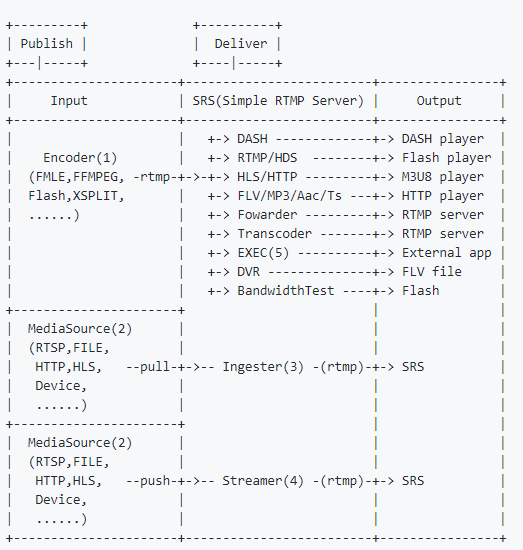 +---------+              +----------+
| Publish |              |  Deliver |
+---|-----+              +----|-----+
+----------------------+-------------------------+----------------+
|     Input            | SRS(Simple RTMP Server) |     Output     |
+----------------------+-------------------------+----------------+
|                      |   +-> DASH -------------+-> DASH player  |
|    Encoder(1)        |   +-> RTMP/HDS  --------+-> Flash player |
|  (FMLE,FFMPEG, -rtmp-+->-+-> HLS/HTTP ---------+-> M3U8 player  |
|  Flash,XSPLIT,       |   +-> FLV/MP3/Aac/Ts ---+-> HTTP player  |
|  ......)             |   +-> Fowarder ---------+-> RTMP server  |
|                      |   +-> Transcoder -------+-> RTMP server  |
|                      |   +-> EXEC(5) ----------+-> External app |
|                      |   +-> DVR --------------+-> FLV file     |
|                      |   +-> BandwidthTest ----+-> Flash        |
+----------------------+                         |                |
|  MediaSource(2)      |                         |                |
|  (RTSP,FILE,         |                         |                |
|   HTTP,HLS,   --pull-+->-- Ingester(3) -(rtmp)-+-> SRS          |
|   Device,            |                         |                |
|   ......)            |                         |                |
+----------------------+                         |                |
|  MediaSource(2)      |                         |                |
|  (RTSP,FILE,         |                         |                |
|   HTTP,HLS,   --push-+->-- Streamer(4) -(rtmp)-+-> SRS          |
|   Device,            |                         |                |
|   ......)            |                         |                |
+----------------------+-------------------------+----------------+